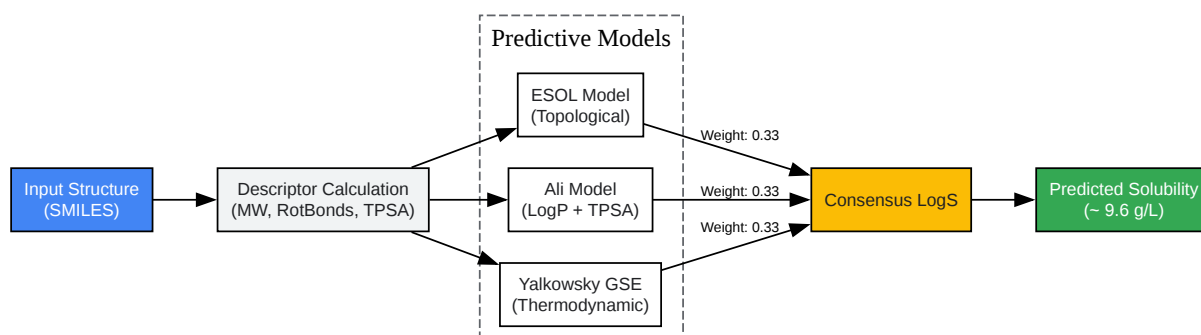 Predictive Models
Input Structure
(SMILES)
Descriptor Calculation
(MW, RotBonds, TPSA)
ESOL Model
(Topological)
Ali Model
(LogP + TPSA)
Yalkowsky GSE
(Thermodynamic)
Weight: 0.33
Weight: 0.33
Weight: 0.33
Consensus LogS
Predicted Solubility
(~ 9.6 g/L)